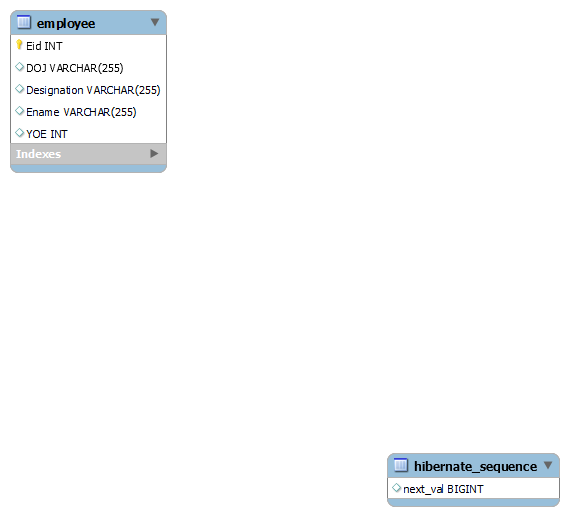 employee
Eid INT
DOJ VARCHAR(255)
Designation VARCHAR(255)
Ename VARCHAR(255)
YOE INT
Indexes
hibernate_sequence
next_val BIGINT